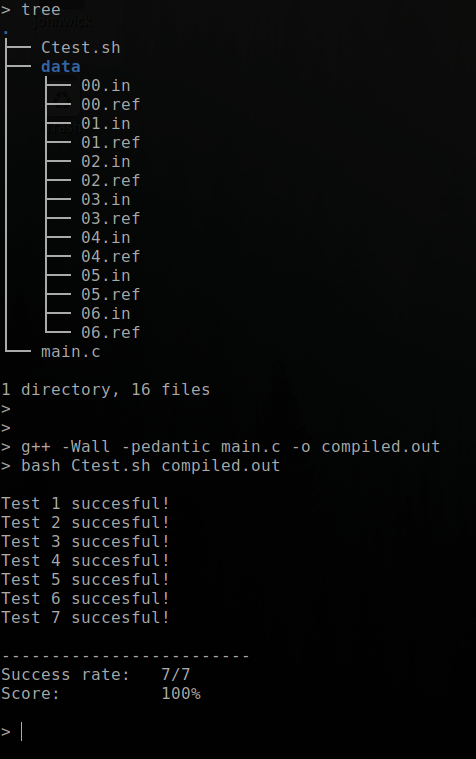 > tree
.
├── Ctest.sh
├── data
│   ├── 00.in
│   ├── 00.ref
│   ├── 01.in
│   ├── 01.ref
│   ├── 02.in
│   ├── 02.ref
│   ├── 03.in
│   ├── 03.ref
│   ├── 04.in
│   ├── 04.ref
│   ├── 05.in
│   ├── 05.ref
│   ├── 06.in
│   └── 06.ref
└── main.c
1 directory, 16 files
>
>
> g++ -Wall -pedantic main.c -o compiled.out
> bash Ctest.sh compiled.out
Test 1 succesful!
Test 2 succesful!
Test 3 succesful!
Test 4 succesful!
Test 5 succesful!
Test 6 succesful!
Test 7 succesful!
-------------------------
Success rate:   7/7
Score:          100%
>